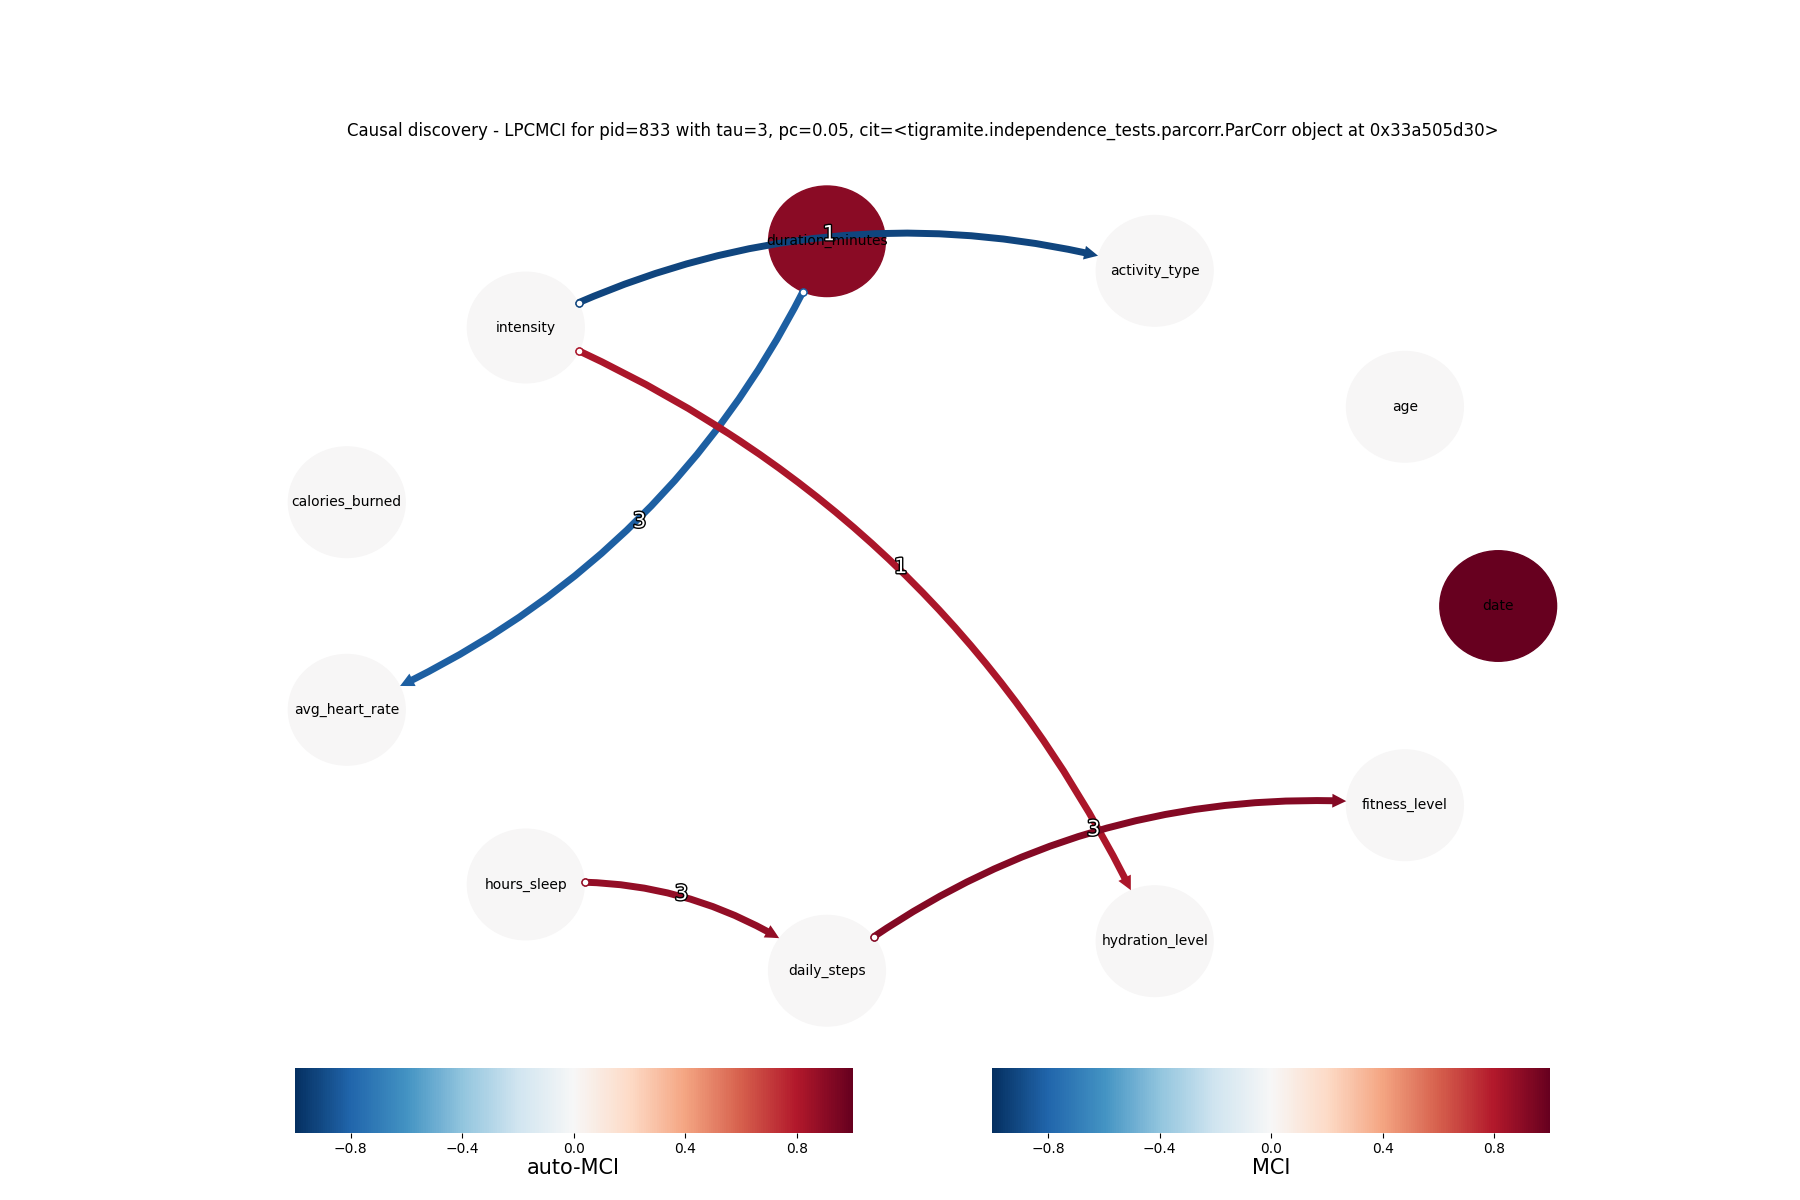 Causal discovery - LPCMCI for pid=833 with tau=3, pc=0.05, cit=<tigramite.independence_tests.parcorr.ParCorr object at 0x33a505d30>
1
duration_minutes
activity_type
intensity
age
calories_burned
3
1
date
avg_heart_rate
fitness_level
3
hours_sleep
3
hydration_level
daily_steps
−0.8 −0.4 0.0 0.4 0.8
auto-MCI
−0.8 −0.4 0.0 0.4 0.8
MCI